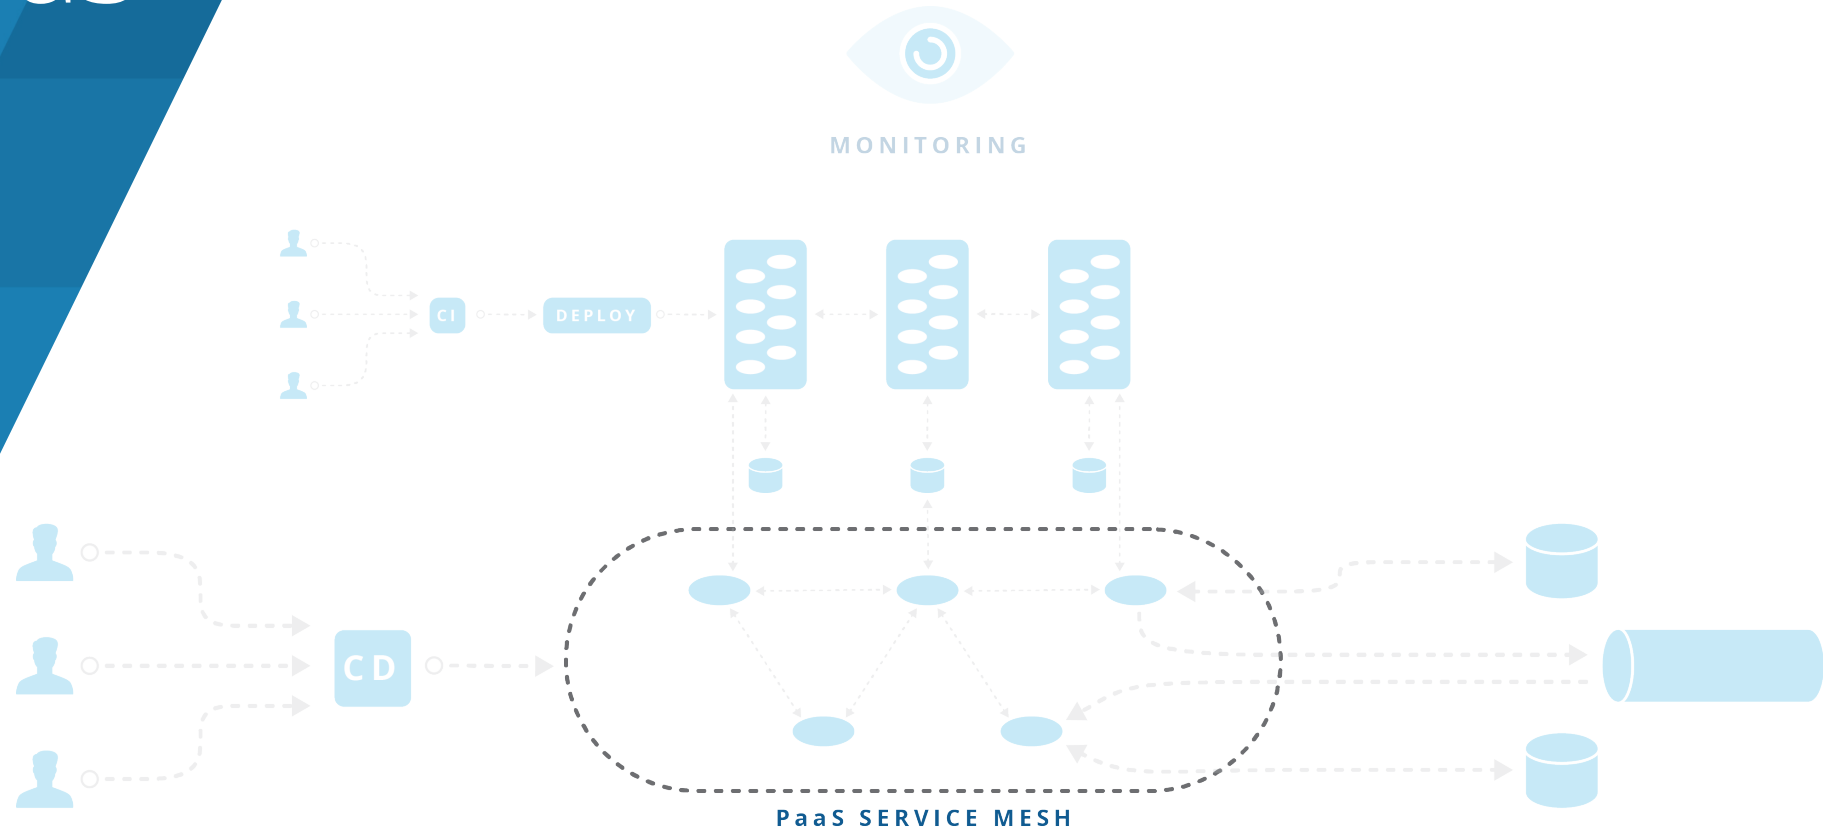 MONITORING
CI
DEPLOY
CD
PaaS SERVICE MESH